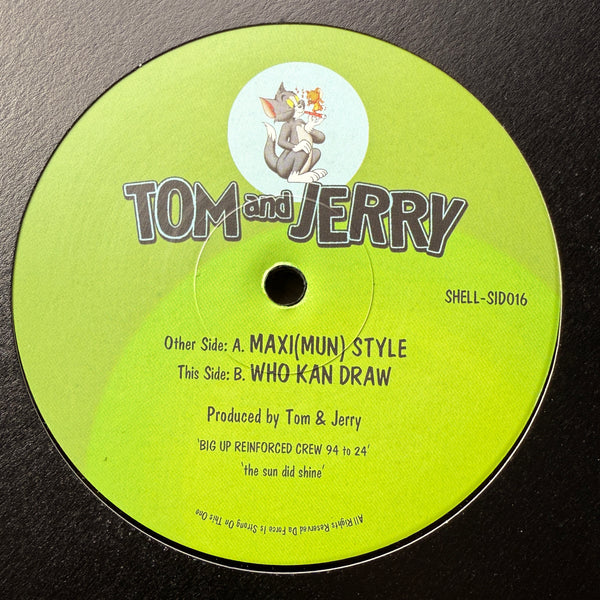 TOM and JERRY
SHELL-SID016
Other Side: A. MAXI(MUN) STYLE
This Side: B. WHO KAN DRAW
Produced by Tom & Jerry
'BIG UP REINFORCED CREW 94 to 24'
'the sun did shine'
All Rights Reserved Da Force Is Strong On This One